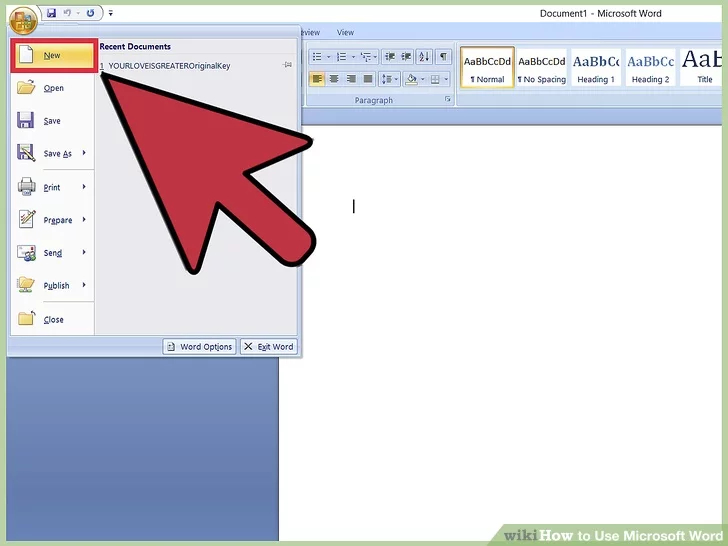 Document1 - Microsoft Word
View
New
Recent Documents
1 YOURLOVEISGREATEROriginalKey
Open
Save
Save As
Print
Prepare
Send
Publish
Close
Word Options
Exit Word
Paragraph
AaBbCcDd
¶ Normal
AaBbCcDd
¶ No Spacing
AaBbCc
Heading 1
AaBbCc
Heading 2
AaB
Title
wikiHow to Use Microsoft Word